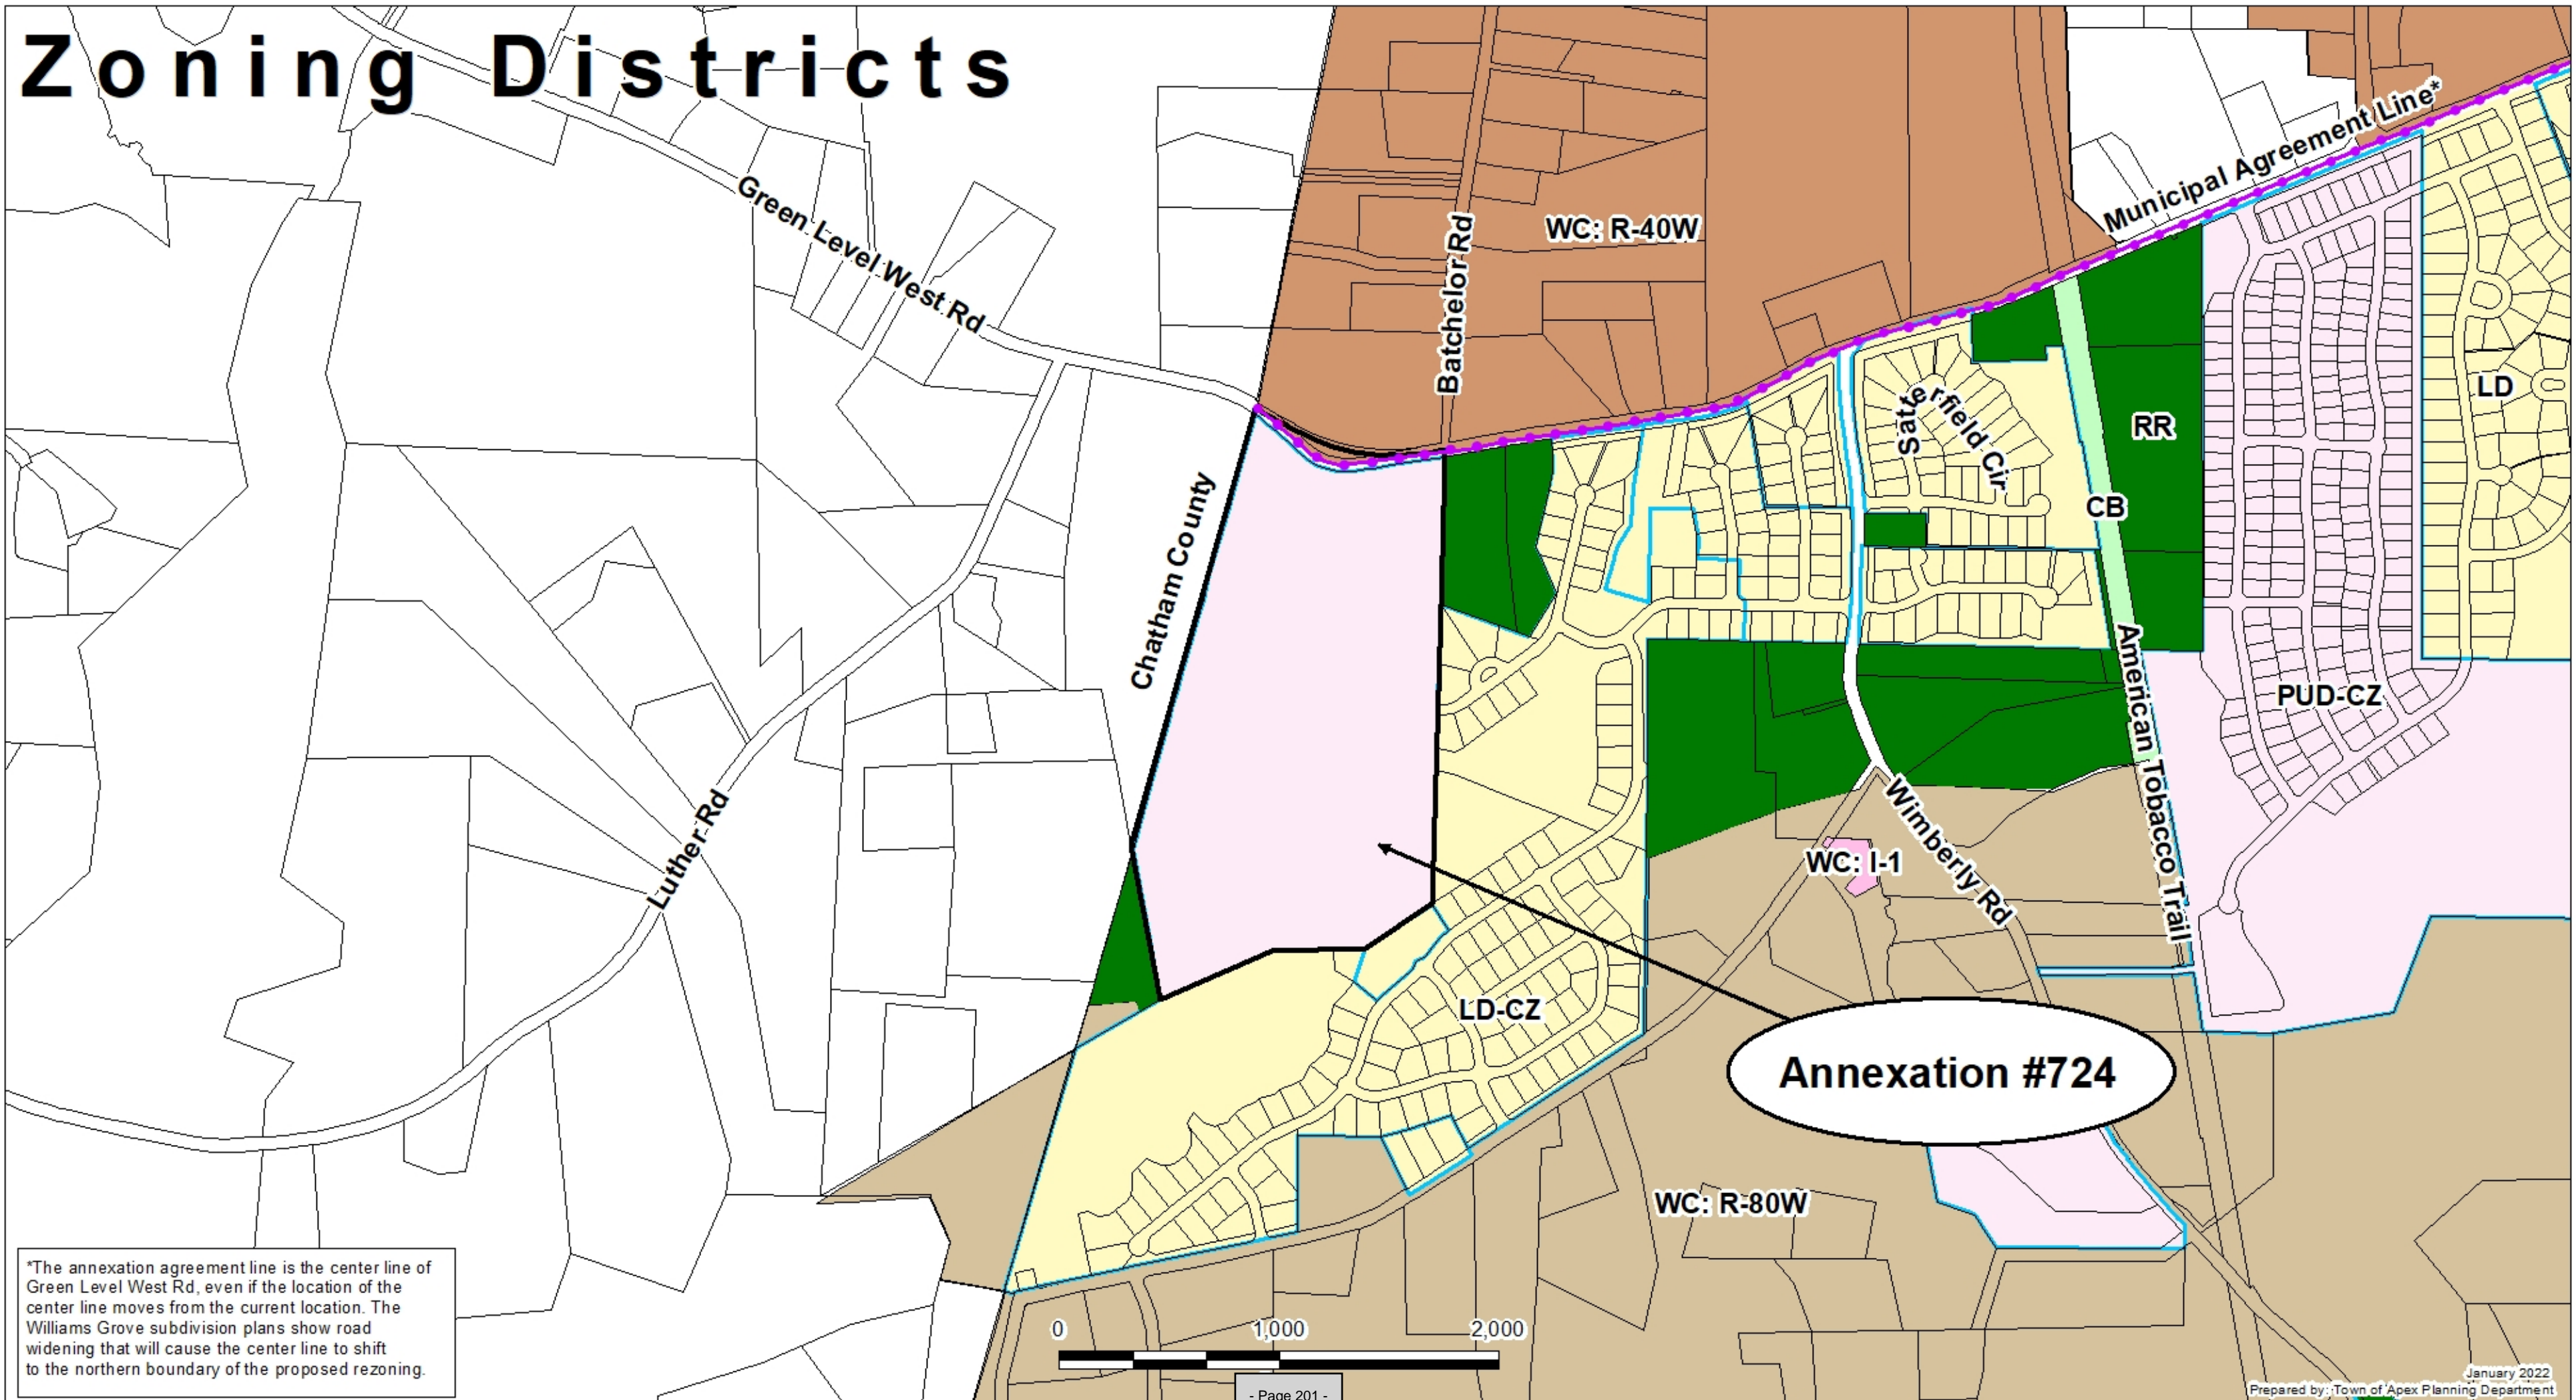 Zoning Districts
Municipal Agreement Line*
Green Level West Rd
Batchelor Rd
WC: R-40W
LD
Satterfield Cir
RR
CB
Chatham County
American Tobacco Trail
PUD-CZ
Luther Rd
Wimberly Rd
WC: I-1
LD-CZ
Annexation #724
WC: R-80W
*The annexation agreement line is the center line of
Green Level West Rd, even if the location of the
center line moves from the current location. The
Williams Grove subdivision plans show road
widening that will cause the center line to shift
to the northern boundary of the proposed rezoning.
0 1,000 2,000
- Page 201 -
January 2022
Prepared by: Town of Apex Planning Department